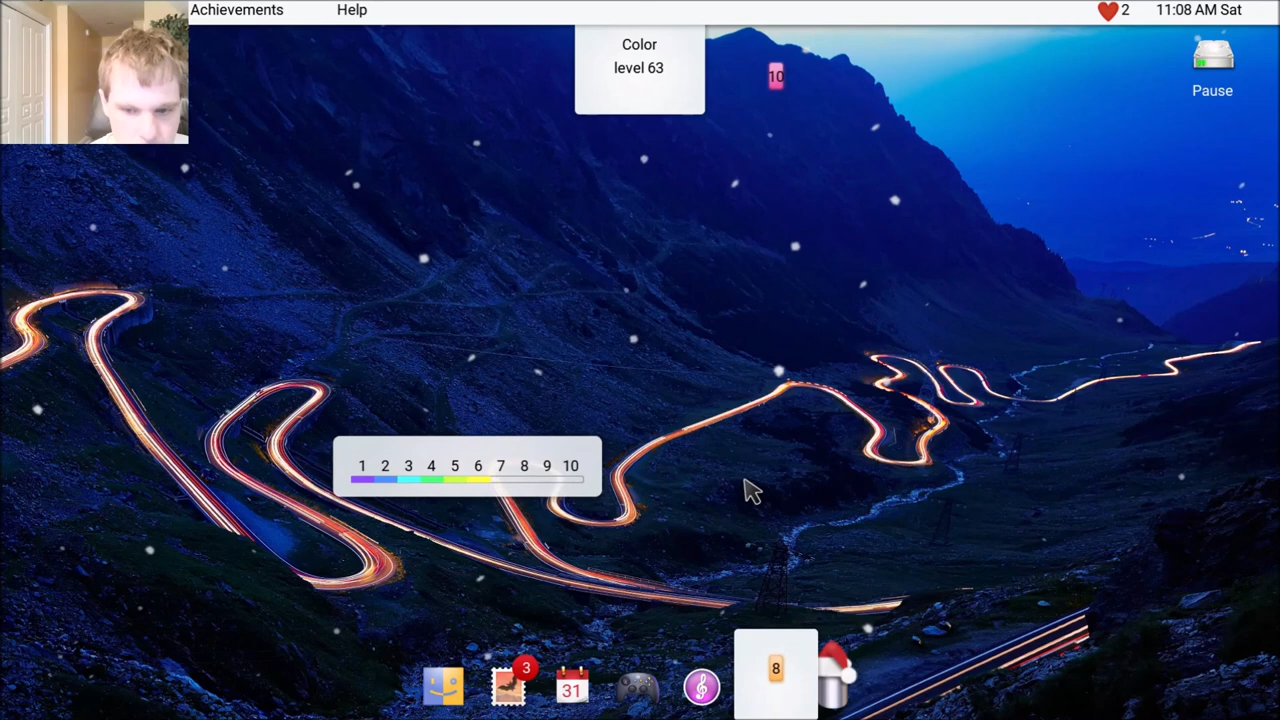 Achievements Help 2 11:08 AM Sat
Color
level 63
10
Pause
1 2 3 4 5 6 7 8 9 10
3
31
8